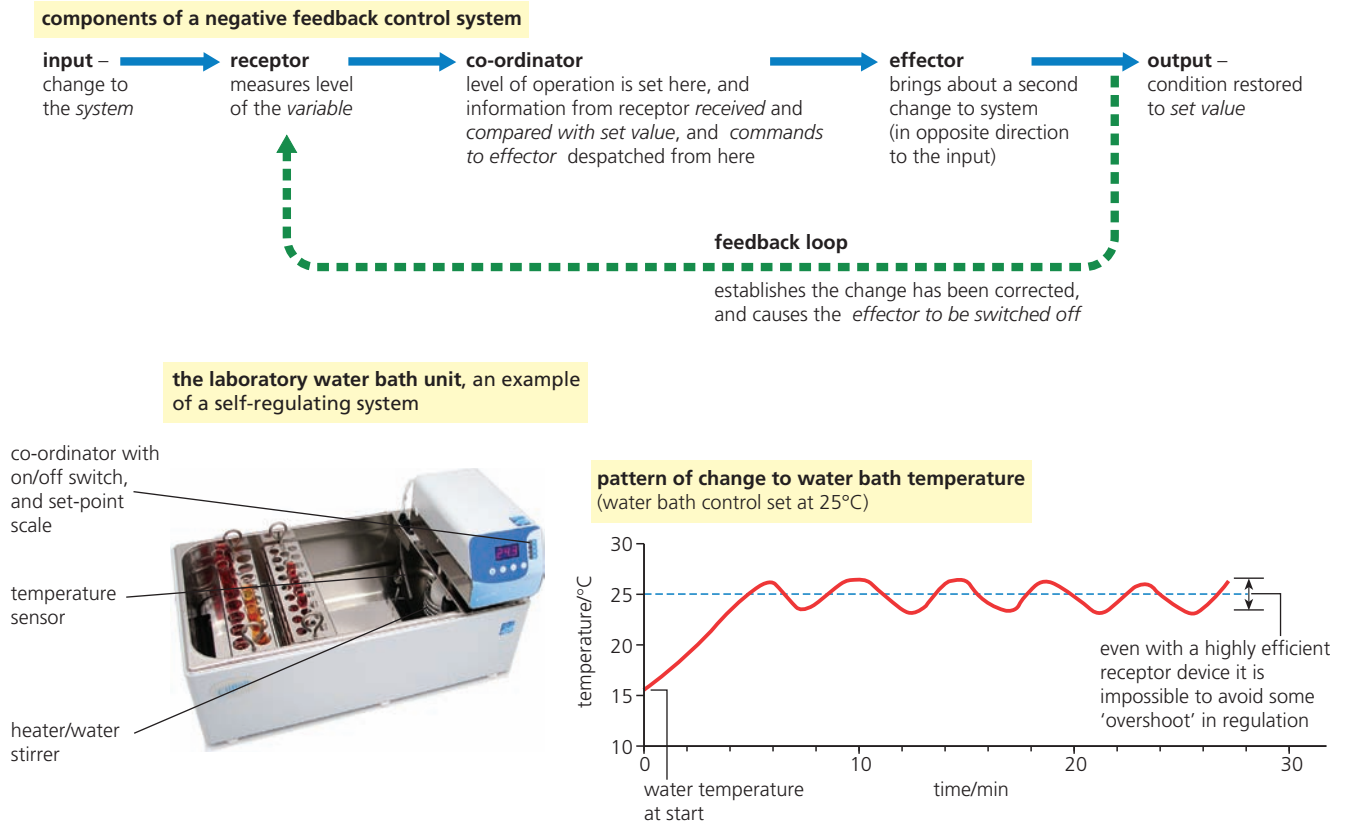 components of a negative feedback control system
input –
change to
the system
receptor
measures level
of the variable
co-ordinator
level of operation is set here, and
information from receptor received and
compared with set value, and commands
to effector despatched from here
effector
brings about a second
change to system
(in opposite direction
to the input)
output –
condition restored
to set value
feedback loop
establishes the change has been corrected,
and causes the effector to be switched off
the laboratory water bath unit, an example
of a self-regulating system
co-ordinator with
on/off switch,
and set-point
scale
temperature
sensor
heater/water
stirrer
pattern of change to water bath temperature
(water bath control set at 25°C)
temperature/°C
30
25
20
15
10
0
10
20
30
time/min
water temperature
at start
even with a highly efficient
receptor device it is
impossible to avoid some
‘overshoot’ in regulation